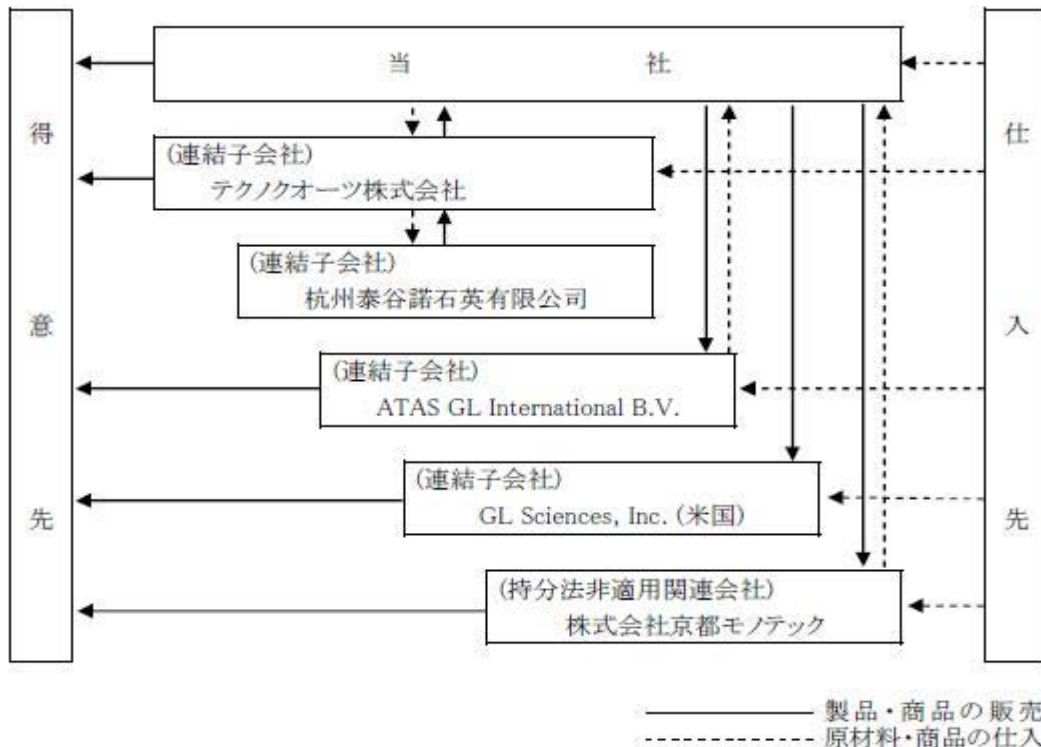 得意先
仕入先
当社
(連結子会社)
テクノクオーツ株式会社
(連結子会社)
杭州泰谷諾石英有限公司
(連結子会社)
ATAS GL International B.V.
(連結子会社)
GL Sciences, Inc. (米国)
(持分法非適用関連会社)
株式会社京都モノテック
製品・商品の販売
原材料・商品の仕入